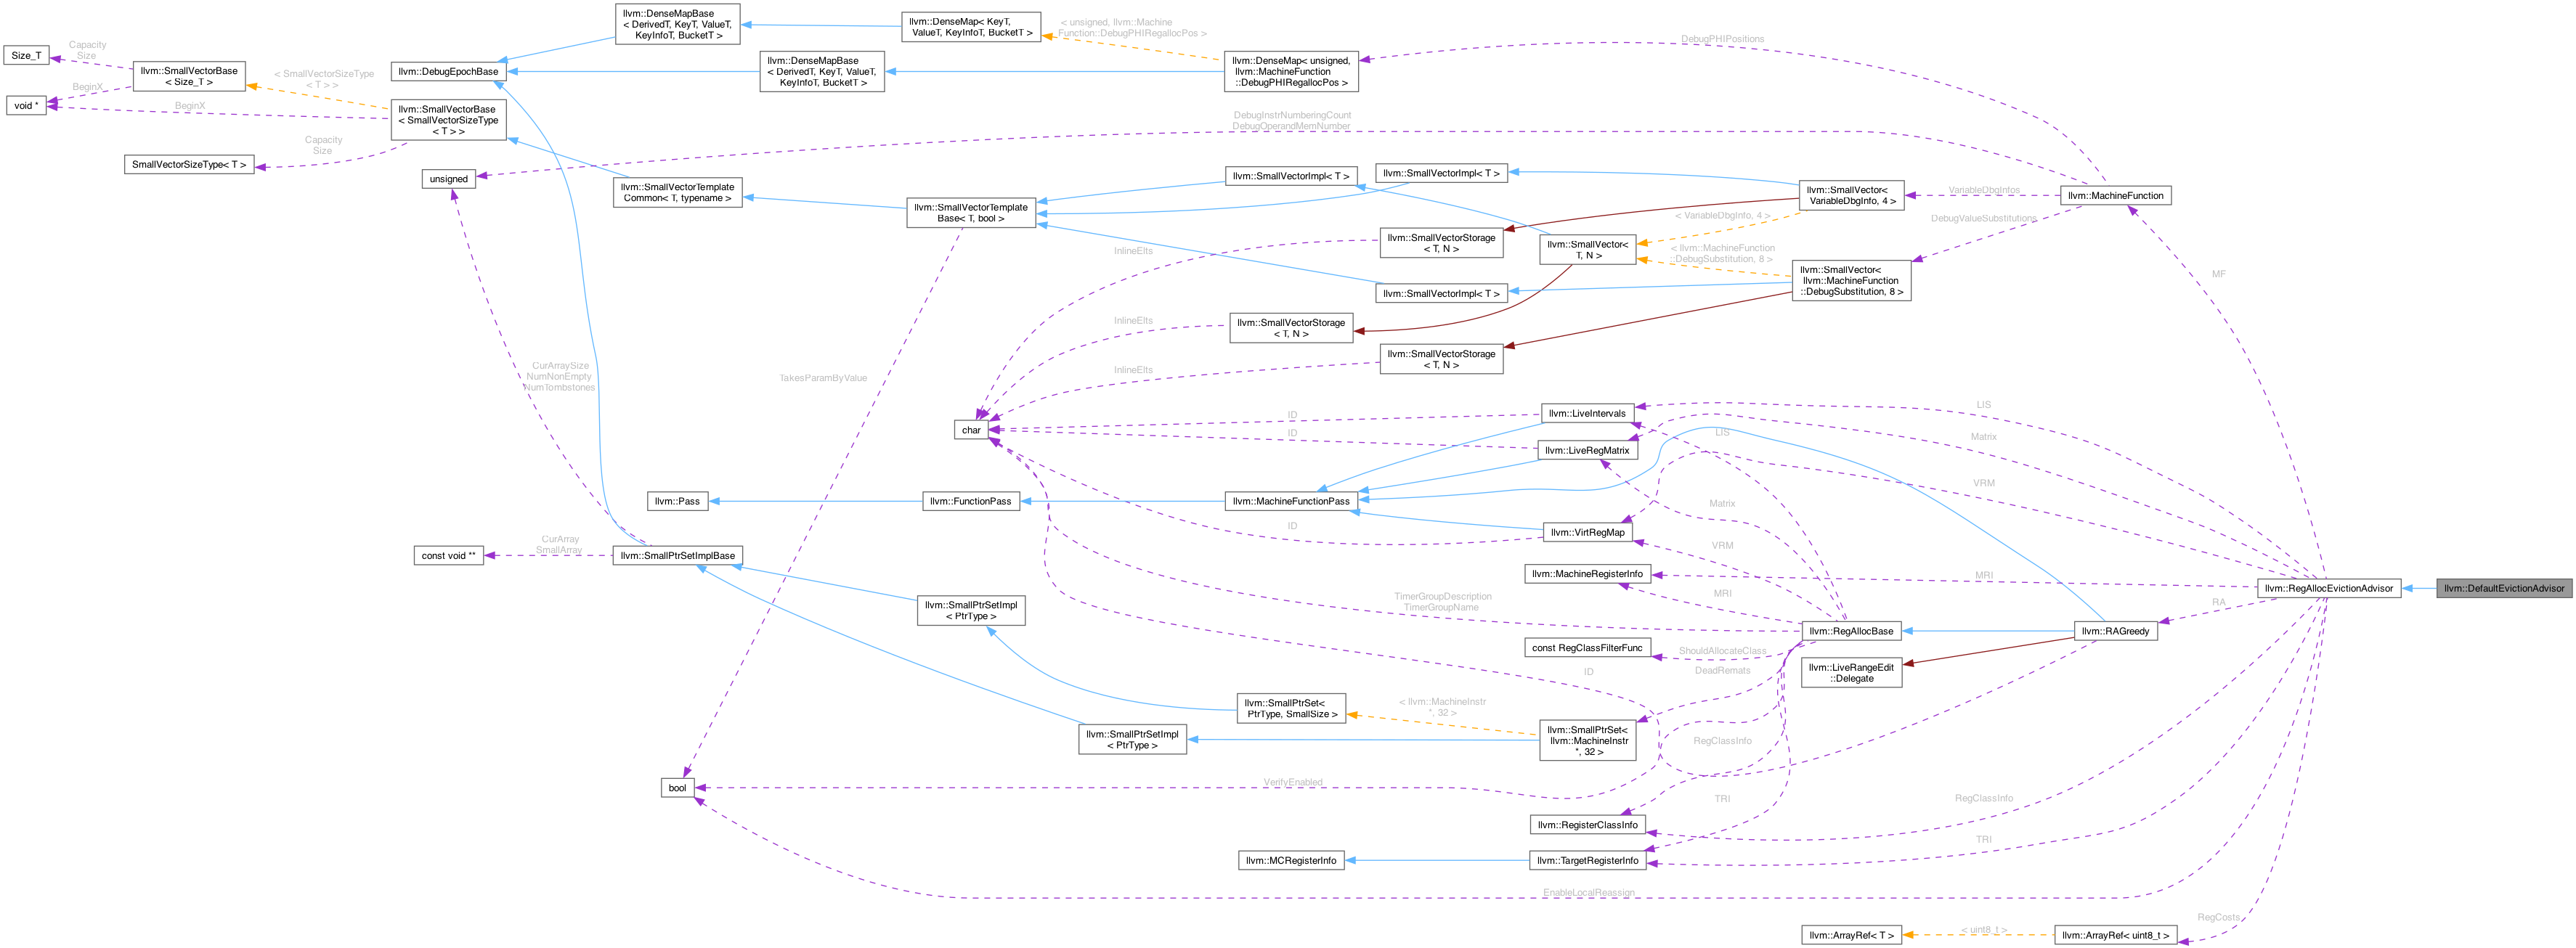 llvm::DenseMapBase
< DerivedT, KeyT, ValueT,
KeyInfoT, BucketT >
llvm::DenseMap< KeyT,
ValueT, KeyInfoT, BucketT >
< unsigned, llvm::Machine
Function::DebugPHIRegallocPos >
DebugPHIPositions
Size_T
Capacity
Size
llvm::SmallVectorBase
< Size_T >
< SmallVectorSizeType
< T > >
llvm::DebugEpochBase
llvm::DenseMapBase
< DerivedT, KeyT, ValueT,
KeyInfoT, BucketT >
llvm::DenseMap< unsigned,
llvm::MachineFunction
::DebugPHIRegallocPos >
void *
BeginX
BeginX
llvm::SmallVectorBase
< SmallVectorSizeType
< T > >
DebugInstrNumberingCount
DebugOperandMemNumber
SmallVectorSizeType< T >
Capacity
Size
unsigned
llvm::SmallVectorTemplate
Common< T, typename >
llvm::SmallVectorTemplate
Base< T, bool >
llvm::SmallVectorImpl< T >
llvm::SmallVectorImpl< T >
llvm::SmallVector<
VariableDbgInfo, 4 >
VariableDbgInfos
llvm::MachineFunction
< VariableDbgInfo, 4 >
DebugValueSubstitutions
InlineElts
llvm::SmallVectorStorage
< T, N >
llvm::SmallVector<
T, N >
< llvm::MachineFunction
::DebugSubstitution, 8 >
llvm::SmallVector<
llvm::MachineFunction
::DebugSubstitution, 8 >
MF
llvm::SmallVectorImpl< T >
InlineElts
llvm::SmallVectorStorage
< T, N >
InlineElts
llvm::SmallVectorStorage
< T, N >
CurArraySize
NumNonEmpty
NumTombstones
TakesParamByValue
char
ID
ID
llvm::LiveIntervals
LIS
LIS
llvm::LiveRegMatrix
Matrix
llvm::Pass
llvm::FunctionPass
llvm::MachineFunctionPass
VRM
Matrix
ID
llvm::VirtRegMap
VRM
const void **
CurArray
SmallArray
llvm::SmallPtrSetImplBase
llvm::MachineRegisterInfo
MRI
MRI
llvm::RegAllocEvictionAdvisor
llvm::DefaultEvictionAdvisor
llvm::SmallPtrSetImpl
< PtrType >
TimerGroupDescription
TimerGroupName
RA
llvm::RegAllocBase
llvm::RAGreedy
const RegClassFilterFunc
ShouldAllocateClass
ID
DeadRemats
llvm::LiveRangeEdit
::Delegate
llvm::SmallPtrSet<
PtrType, SmallSize >
< llvm::MachineInstr
*, 32 >
llvm::SmallPtrSetImpl
< PtrType >
llvm::SmallPtrSet<
llvm::MachineInstr
*, 32 >
RegClassInfo
bool
VerifyEnabled
TRI
RegClassInfo
llvm::RegisterClassInfo
TRI
llvm::MCRegisterInfo
llvm::TargetRegisterInfo
EnableLocalReassign
RegCosts
llvm::ArrayRef< T >
< uint8_t >
llvm::ArrayRef< uint8_t >